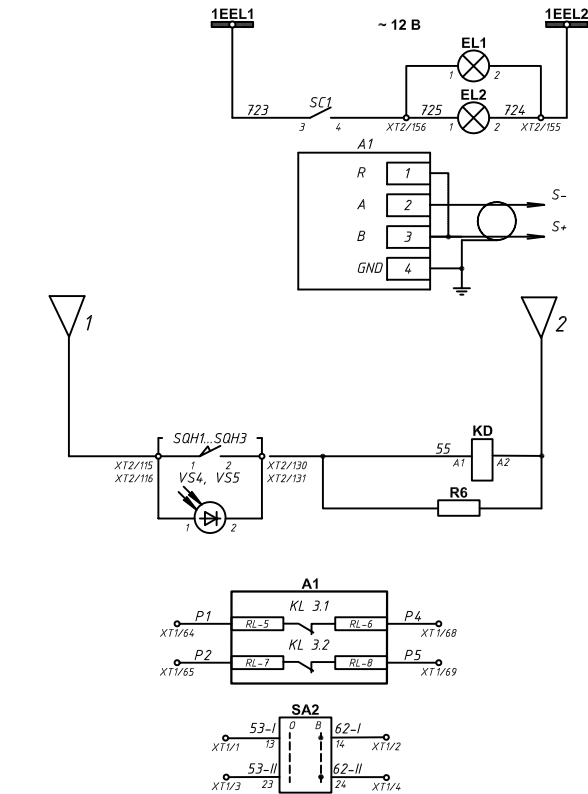 1EEL1 1EEL2
~ 12 В
EL1
1 2
EL2
723 SC1 725 724
3 4 XT2/156 1 2 XT2/155
A1
R 1
A 2 S-
B 3 S+
GND 4
1 2
SQH1...SQH3 KD
55
XT2/115 1 2 XT2/130 A1 A2
XT2/116 VS4, VS5 XT2/131
R6
1 2
A1
P1 KL 3.1 P4
RL-5 RL-6
XT1/64 XT1/68
P2 KL 3.2 P5
RL-7 RL-8
XT1/65 XT1/69
SA2
53-I О В 62-I
XT1/1 13 14 XT1/2
53-II 62-II
XT1/3 23 24 XT1/4